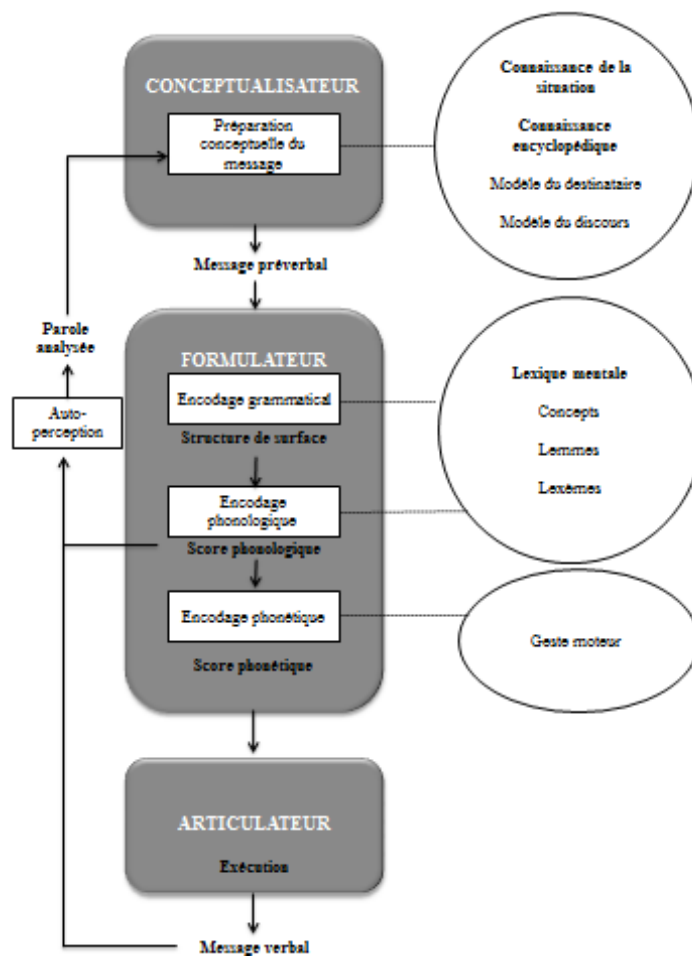 CONCEPTUALISATEUR
Préparation
conceptuelle du
message
Connaissance de la
situation
Connaissance
encyclopédique
Modèle du destinataire
Modèle du discours
Message préverbal
Parole
analysée
Auto-
perception
FORMULATEUR
Encodage grammatical
Structure de surface
Encodage
phonologique
Score phonologique
Encodage phonétique
Score phonétique
Lexique mentale
Concepts
Lemmes
Lexèmes
Geste moteur
ARTICULATEUR
Exécution
Message verbal